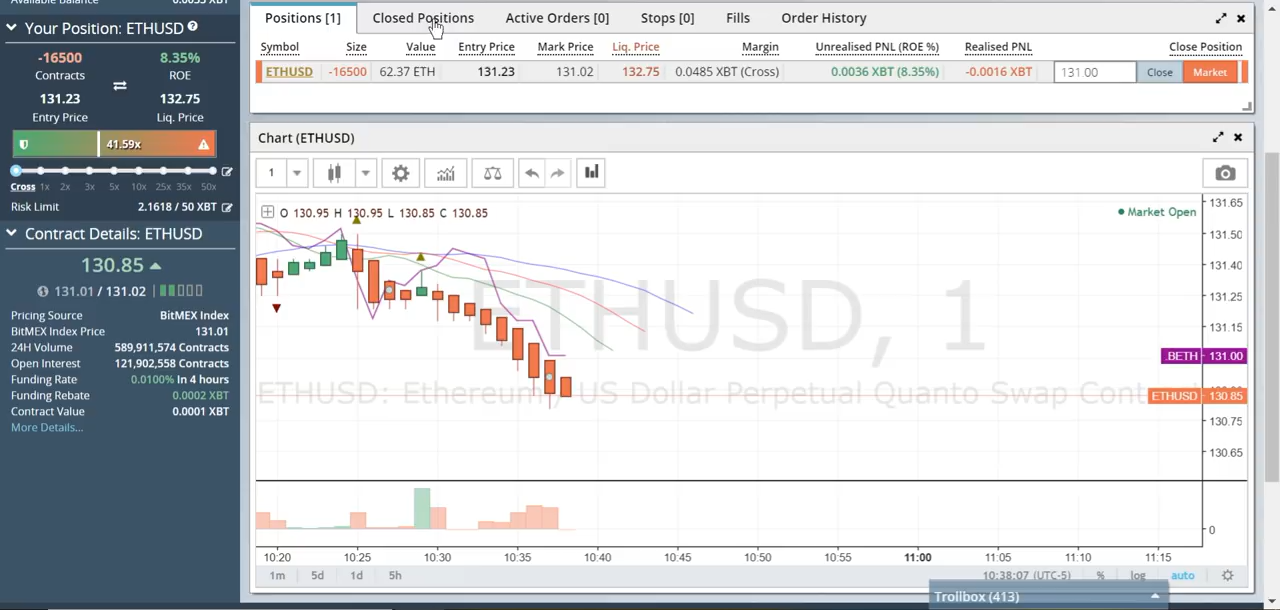 Your Position: ETHUSD
-16500
8.35%
Contracts
ROE
131.23
132.75
Entry Price
Liq. Price
41.59x
Cross 1x 2x 3x 5x 10x 25x 35x 50x
Risk Limit 2.1618 / 50 XBT
Contract Details: ETHUSD
130.85
131.01 / 131.02
Pricing Source BitMEX Index
BitMEX Index Price 131.01
24H Volume 589,911,574 Contracts
Open Interest 121,902,558 Contracts
Funding Rate 0.0100% In 4 hours
Funding Rebate 0.0002 XBT
Contract Value 0.0001 XBT
More Details...
Positions [1] Closed Positions Active Orders [0] Stops [0] Fills Order History
Symbol Size Value Entry Price Mark Price Liq. Price Margin Unrealised PNL (ROE %) Realised PNL Close Position
ETHUSD -16500 62.37 ETH 131.23 131.02 132.75 0.0485 XBT (Cross) 0.0036 XBT (8.35%) -0.0016 XBT 131.00 Close Market
Chart (ETHUSD)
1
O 130.95 H 130.95 L 130.85 C 130.85
Market Open
ETHUSD, 1
ETHUSD: Ethereum / US Dollar Perpetual Quanto Swap Cont
131.65
131.50
131.40
131.25
131.15
.BETH 131.00
ETHUSD 130.85
130.75
130.65
0
10:20 10:25 10:30 10:35 10:40 10:45 10:50 10:55 11:00 11:05 11:10 11:15
1m 5d 1d 5h 10:38:07 (UTC-5) % log auto
Trollbox (413)